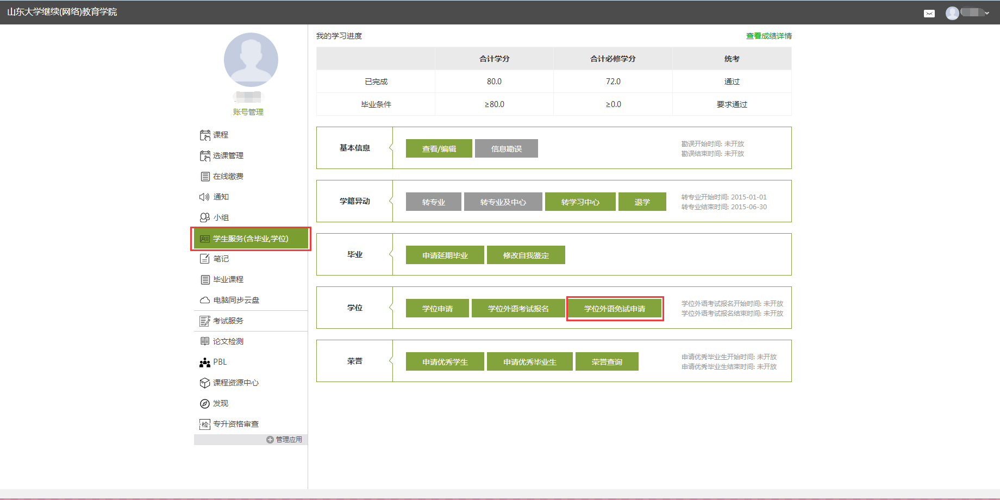 山东大学继续(网络)教育学院
账号管理
课程
选课管理
在线缴费
通知
小组
学生服务(含毕业,学位)
笔记
毕业课程
电脑同步云盘
考试服务
论文检测
PBL
课程资源中心
发现
检 专升资格审查
管理应用
我的学习进度 查看成绩详情
合计学分 合计必修学分 统考
已完成 80.0 72.0 通过
毕业条件 ≥80.0 ≥0.0 要求通过
基本信息 查看/编辑 信息勘误
勘误开始时间: 未开放
勘误结束时间: 未开放
学籍异动 转专业 转专业及中心 转学习中心 退学
转专业开始时间: 2015-01-01
转专业结束时间: 2015-06-30
毕业 申请延期毕业 修改自我鉴定
学位 学位申请 学位外语考试报名 学位外语免试申请
学位外语考试报名开始时间: 未开放
学位外语考试报名结束时间: 未开放
荣誉 申请优秀学生 申请优秀毕业生 荣誉查询
申请优秀毕业生开始时间: 未开放
申请优秀毕业生结束时间: 未开放